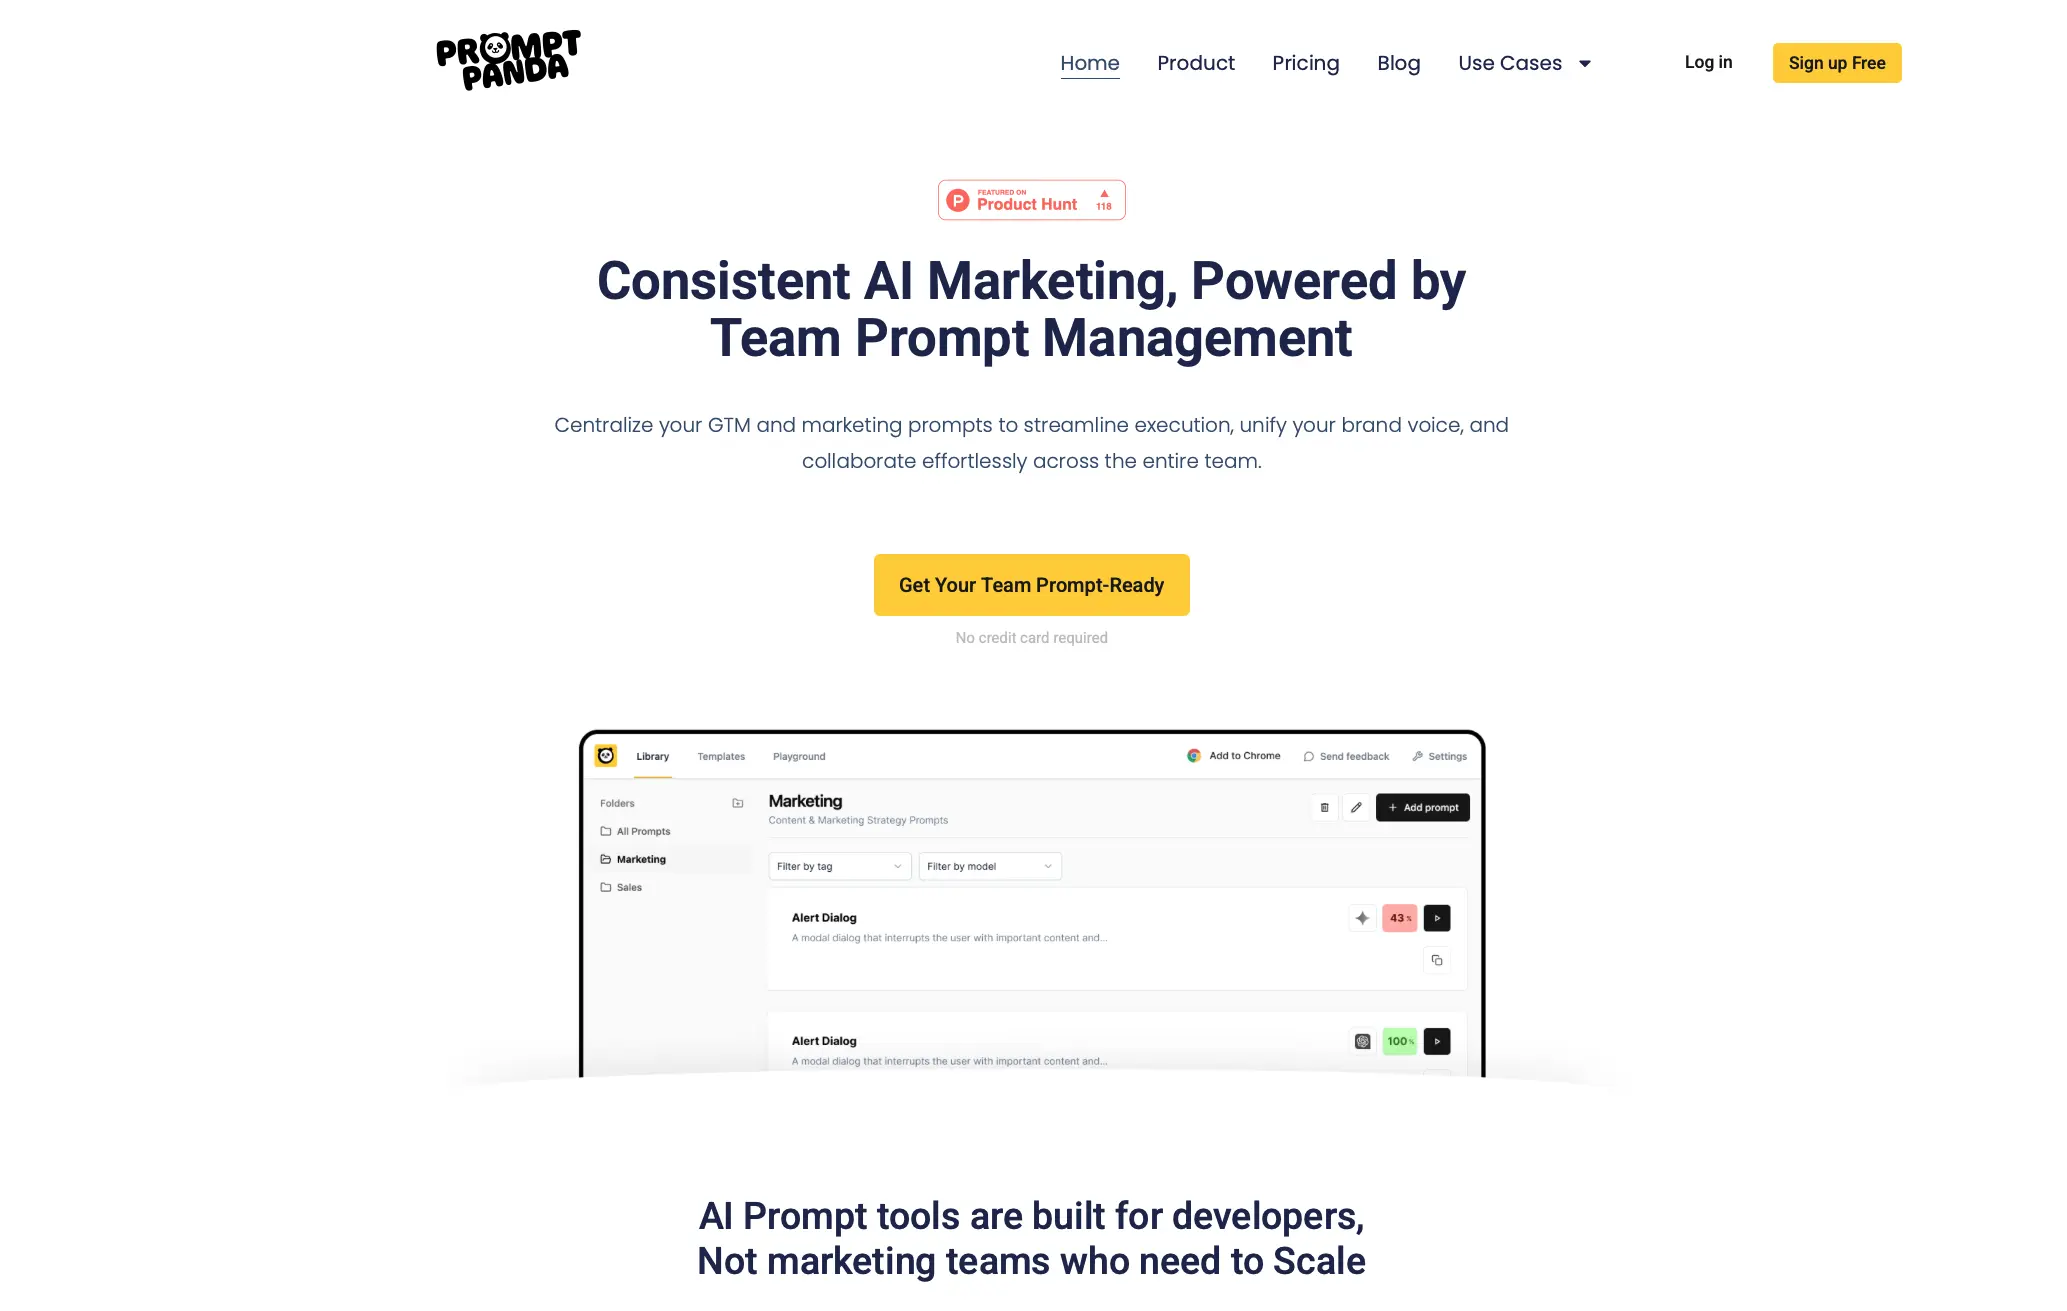 PROMPT
PANDA
Home
Product
Pricing
Blog
Use Cases
Log in
Sign up Free
FEATURED ON
Product Hunt
118
Consistent AI Marketing, Powered by
Team Prompt Management
Centralize your GTM and marketing prompts to streamline execution, unify your brand voice, and
collaborate effortlessly across the entire team.
Get Your Team Prompt-Ready
No credit card required
Library
Templates
Playground
Add to Chrome
Send feedback
Settings
Folders
All Prompts
Marketing
Sales
Marketing
Content & Marketing Strategy Prompts
+ Add prompt
Filter by tag
Filter by model
Alert Dialog
A modal dialog that interrupts the user with important content and...
43 %
Alert Dialog
A modal dialog that interrupts the user with important content and...
100 %
AI Prompt tools are built for developers,
Not marketing teams who need to Scale